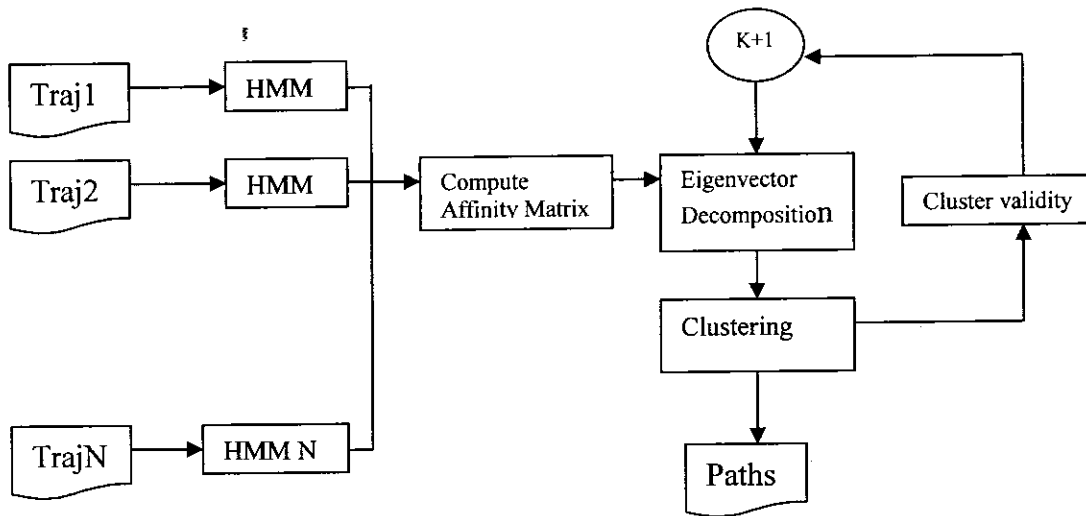 K+1
Traj1
HMM
Traj2
HMM
Compute
Affinity Matrix
Eigenvector
Decomposition
Cluster validity
Clustering
TrajN
HMM N
Paths